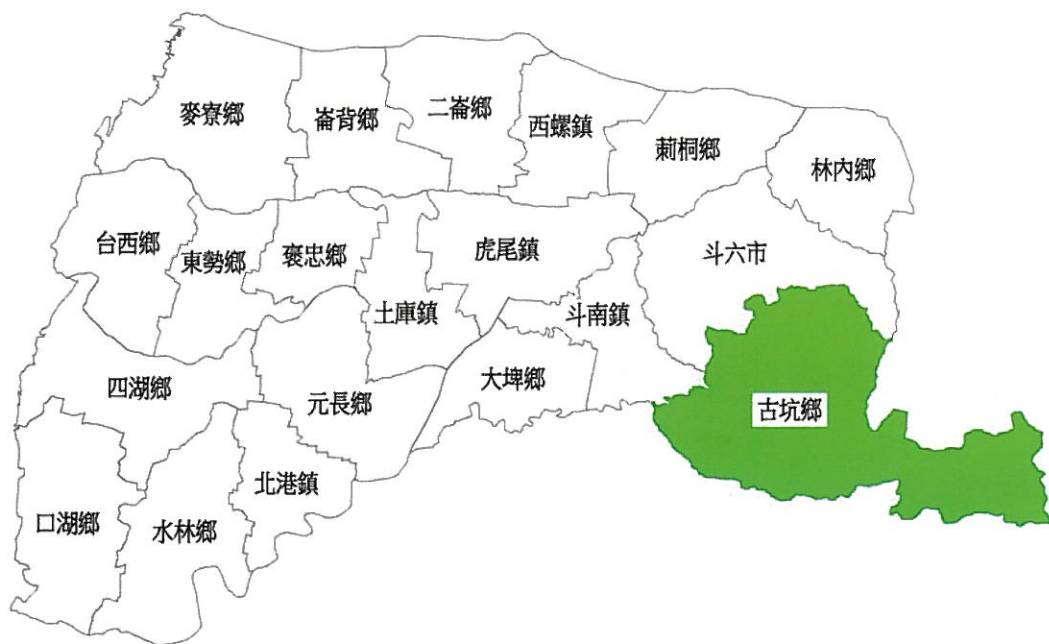 麥寮鄉
崙背鄉
二崙鄉
西螺鎮
莿桐鄉
林內鄉
台西鄉
東勢鄉
褒忠鄉
土庫鎮
虎尾鎮
斗南鎮
斗六市
四湖鄉
元長鄉
大埤鄉
古坑鄉
口湖鄉
水林鄉
北港鎮